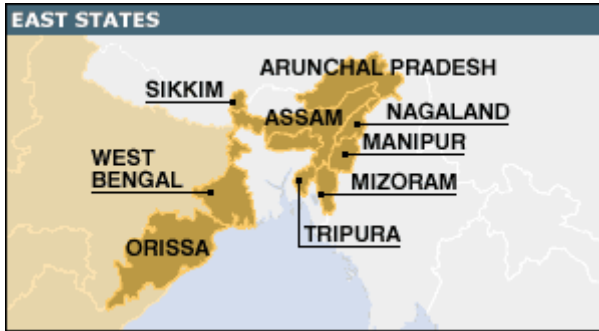 EAST STATES
ARUNCHAL PRADESH
SIKKIM
ASSAM
NAGALAND
MANIPUR
WEST
BENGAL
MIZORAM
TRIPURA
ORISSA